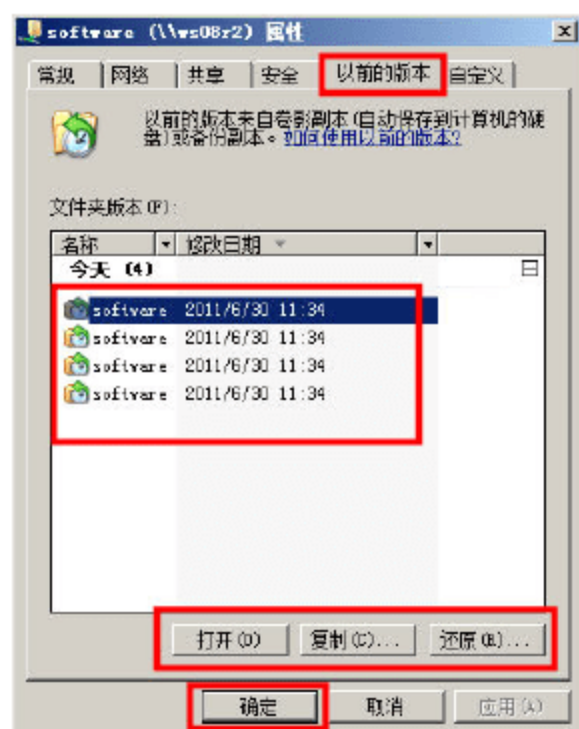 software (\\ws08r2) 属性
常规 网络 共享 安全 以前的版本 自定义
以前的版本来自卷影副本(自动保存到计算机的硬
盘)或备份副本。如何使用以前的版本?
文件夹版本(F):
名称 修改日期
今天 (4)
software 2011/6/30 11:34
software 2011/6/30 11:34
software 2011/6/30 11:34
software 2011/6/30 11:34
打开(O) 复制(C)... 还原(R)...
确定 取消 应用(A)